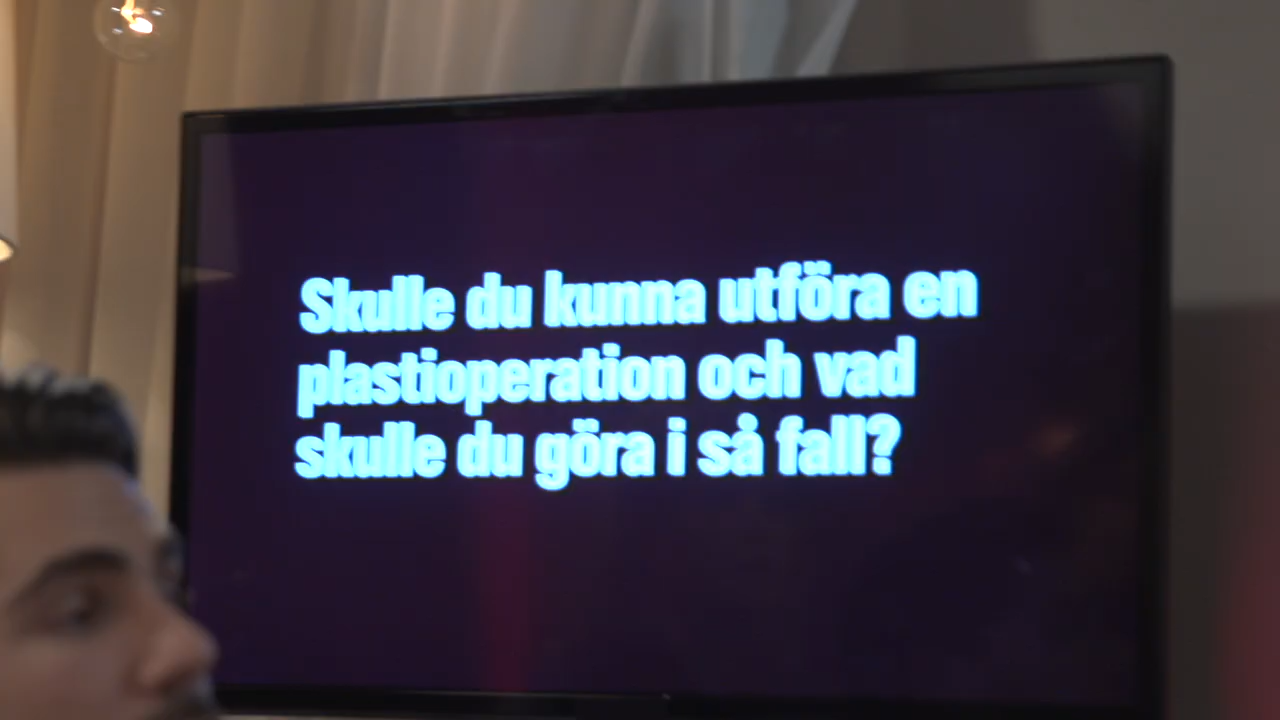 Skulle du kunna utföra en
plastioperation och vad
skulle du göra i så fall?